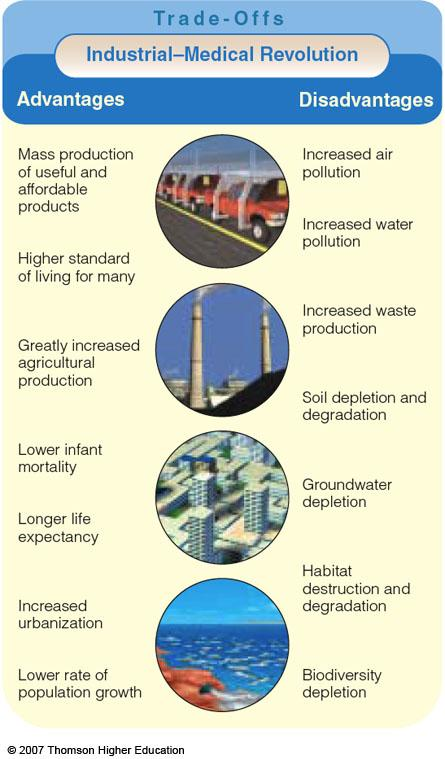 Trade-Offs
Industrial–Medical Revolution
Advantages
Disadvantages
Mass production
of useful and
affordable
products
Higher standard
of living for many
Greatly increased
agricultural
production
Lower infant
mortality
Longer life
expectancy
Increased
urbanization
Lower rate of
population growth
Increased air
pollution
Increased water
pollution
Increased waste
production
Soil depletion and
degradation
Groundwater
depletion
Habitat
destruction and
degradation
Biodiversity
depletion
© 2007 Thomson Higher Education